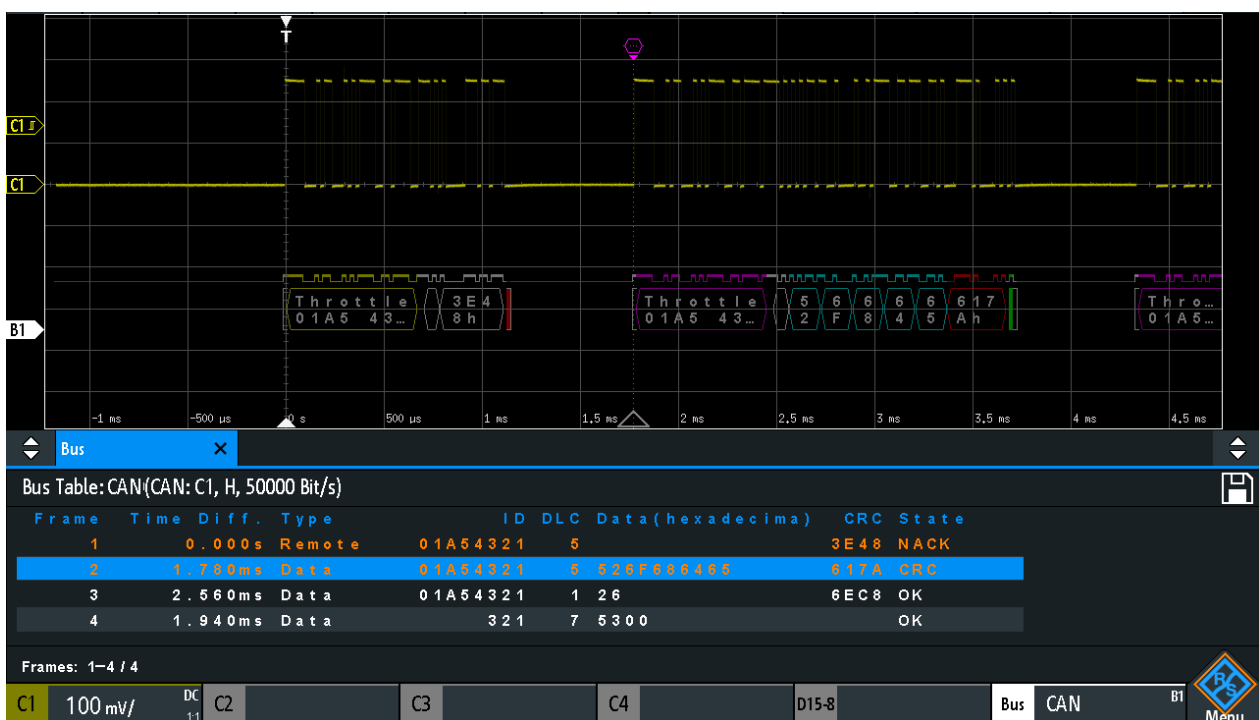 T
C1
C1
Throttle 3E4 Throttle 5 6 6 6 6 617 Thro…
01A5 43… 8h 01A5 43… 2 F 8 4 5 Ah 01A5…
B1
-1 ms -500 µs 0 s 500 µs 1 ms 1.5 ms 2 ms 2.5 ms 3 ms 3.5 ms 4 ms 4.5 ms
Bus ×
Bus Table: CAN (CAN: C1, H, 50000 Bit/s)
Frame Time Diff. Type ID DLC Data(hexadecima) CRC State
1 0.000s Remote 01A54321 5 3E48 NACK
2 1.780ms Data 01A54321 5 526F686465 617A CRC
3 2.560ms Data 01A54321 1 26 6EC8 OK
4 1.940ms Data 321 7 5300 OK
Frames: 1-4 / 4
C1 100 mV/ DC 1:1 C2 C3 C4 D15-8 Bus CAN B1 R&S Menu